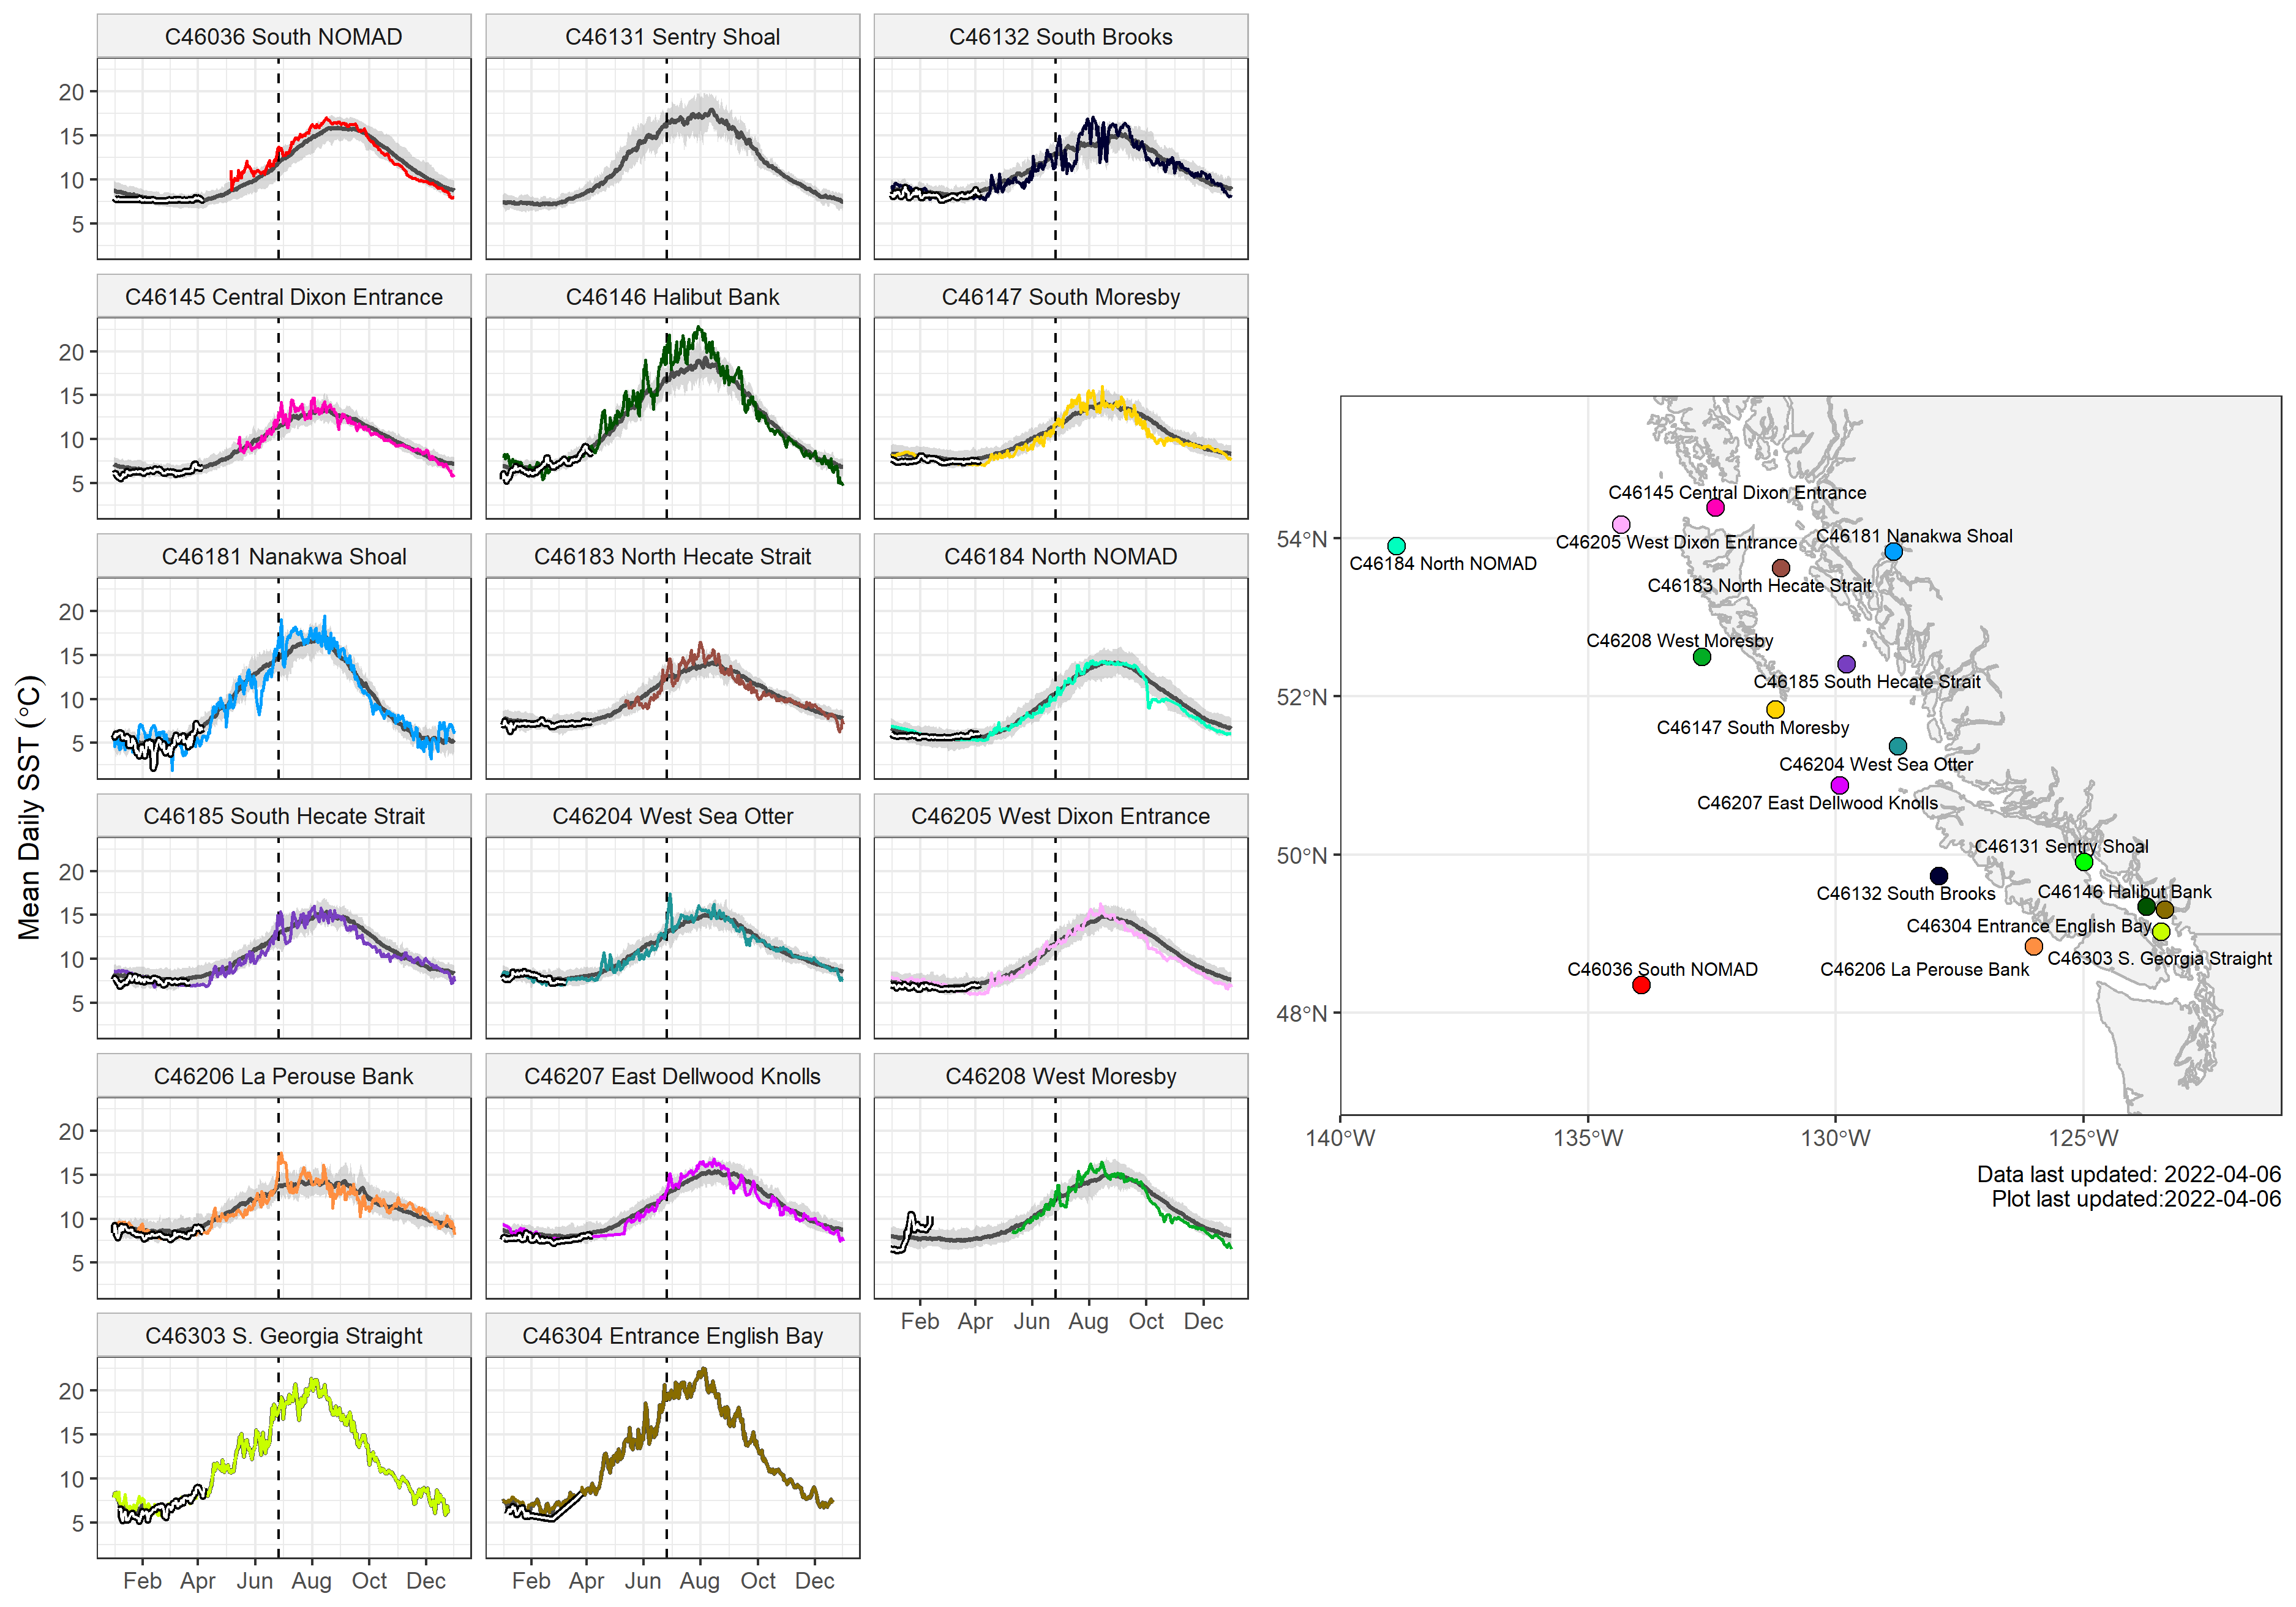 C46036 South NOMAD
C46131 Sentry Shoal
C46132 South Brooks
20
15
10
5
C46145 Central Dixon Entrance
C46146 Halibut Bank
C46147 South Moresby
20
15
10
5
C46181 Nanakwa Shoal
C46183 North Hecate Strait
C46184 North NOMAD
20
15
10
5
C46185 South Hecate Strait
C46204 West Sea Otter
C46205 West Dixon Entrance
20
15
10
5
C46206 La Perouse Bank
C46207 East Dellwood Knolls
C46208 West Moresby
20
15
10
5
Feb Apr Jun Aug Oct Dec
C46303 S. Georgia Straight
C46304 Entrance English Bay
20
15
10
5
Feb Apr Jun Aug Oct Dec
Feb Apr Jun Aug Oct Dec
Mean Daily SST (°C)
C46145 Central Dixon Entrance
C46181 Nanakwa Shoal
C46205 West Dixon Entrance
C46184 North NOMAD
C46183 North Hecate Strait
C46208 West Moresby
C46185 South Hecate Strait
C46147 South Moresby
C46204 West Sea Otter
C46207 East Dellwood Knolls
C46131 Sentry Shoal
C46132 South Brooks
C46146 Halibut Bank
C46304 Entrance English Bay
C46303 S. Georgia Straight
C46036 South NOMAD
C46206 La Perouse Bank
54°N
52°N
50°N
48°N
140°W
135°W
130°W
125°W
Data last updated: 2022-04-06
Plot last updated:2022-04-06